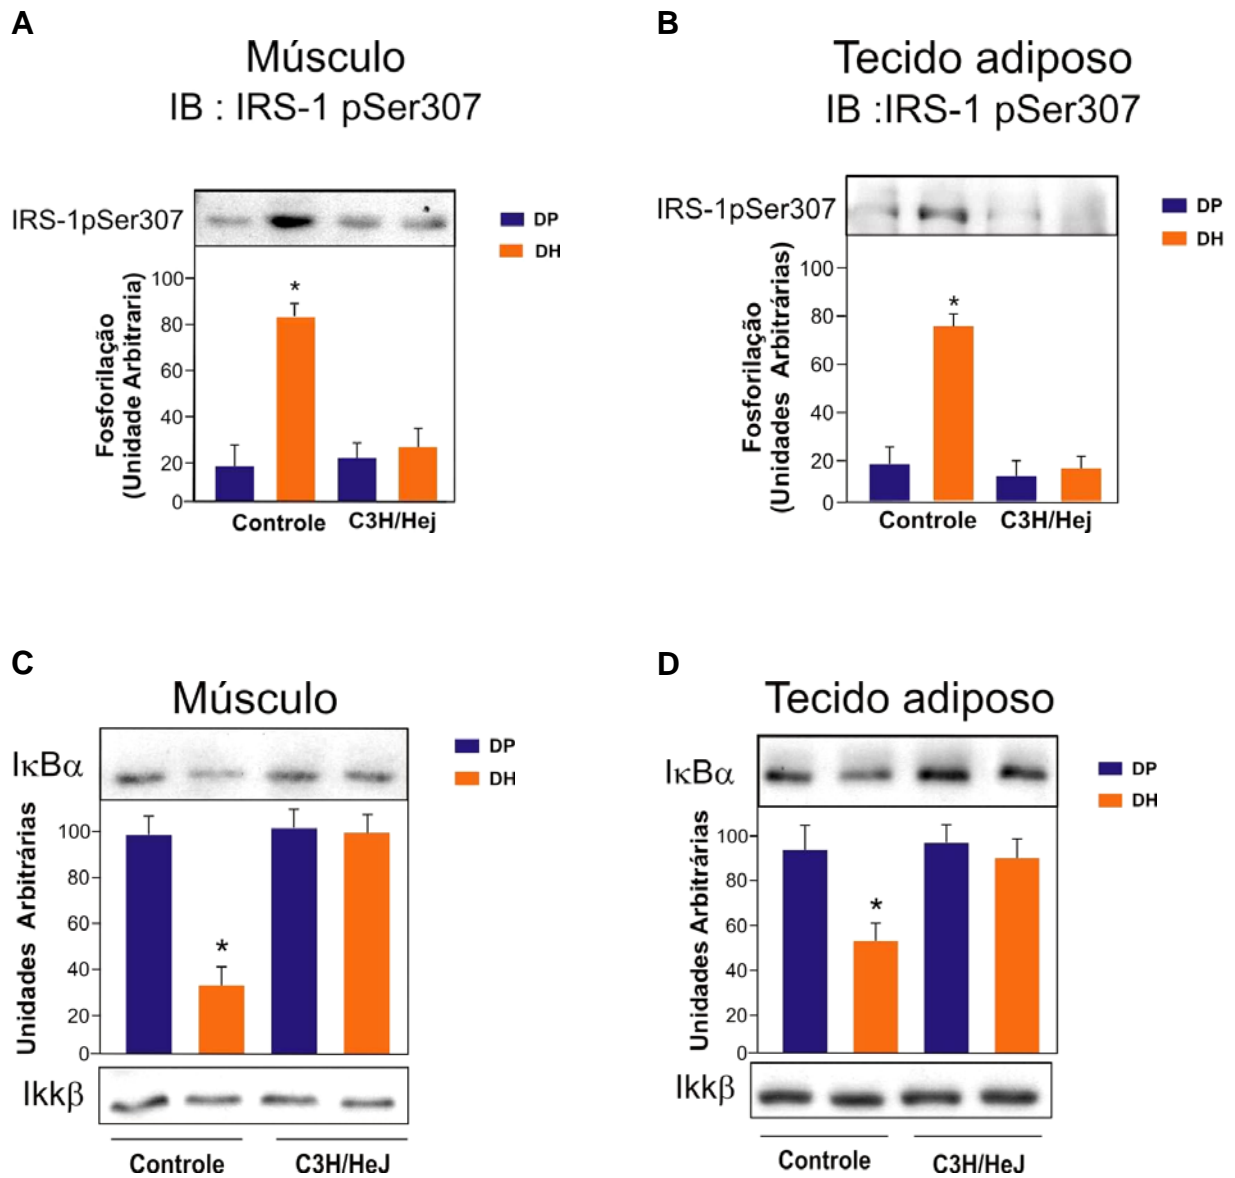 A
Músculo
IB : IRS-1 pSer307
IRS-1pSer307
DP
DH
Fosforilação
(Unidade Arbitraria)
100
80
60
40
20
0
*
Controle C3H/Hej
B
Tecido adiposo
IB :IRS-1 pSer307
IRS-1pSer307
DP
DH
Fosforilação
(Unidades Arbitrárias)
100
80
60
40
20
0
*
Controle C3H/Hej
C
Músculo
IκBα
DP
DH
Unidades Arbitrárias
100
80
60
40
20
0
*
Ikkβ
Controle C3H/HeJ
D
Tecido adiposo
IκBα
DP
DH
Unidades Arbitrárias
100
80
60
40
20
0
*
Ikkβ
Controle C3H/HeJ